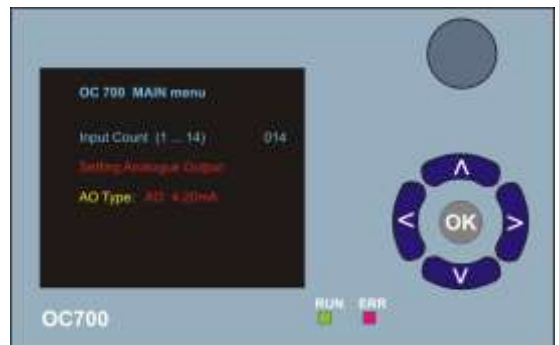 OC 700 MAIN menu
Input Count (1 ... 14) 014
Setting Analogue Output
AO Type: AO 4-20mA
OK
RUN ERR
OC700